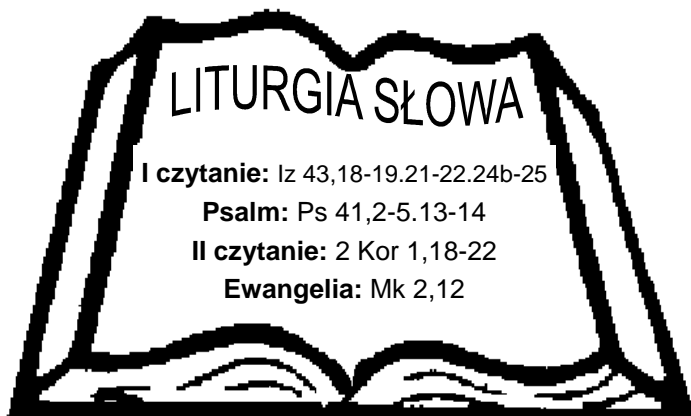 LITURGIA SŁOWA
I czytanie: Iz 43,18-19.21-22.24b-25
Psalm: Ps 41,2-5.13-14
II czytanie: 2 Kor 1,18-22
Ewangelia: Mk 2,12